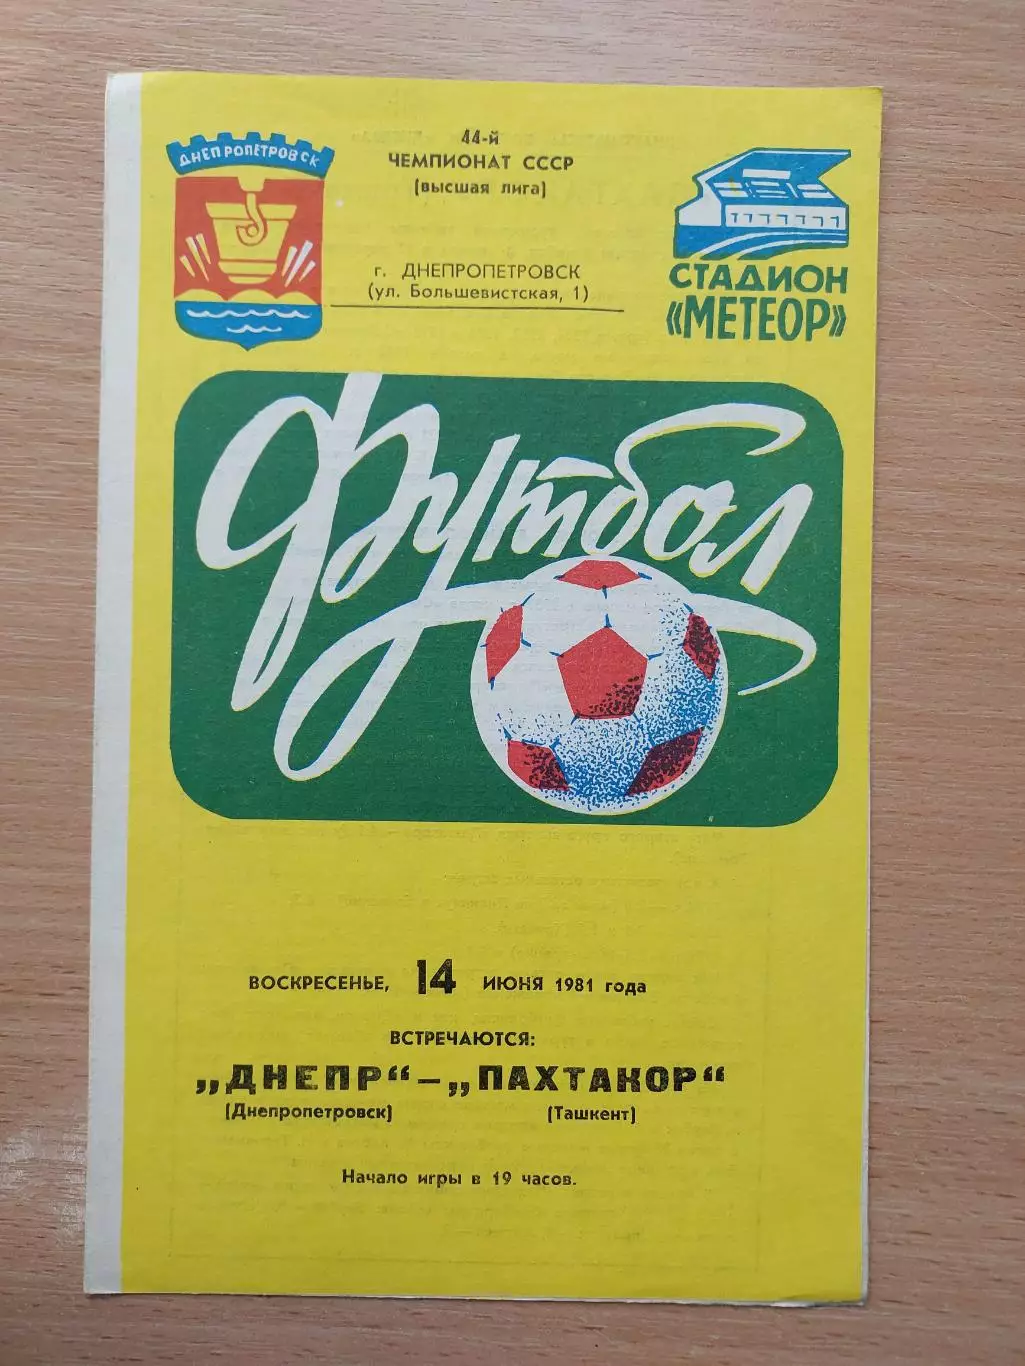 ДНЕПРОПЕТРОВСК
44-й
ЧЕМПИОНАТ СССР
(высшая лига)
г. ДНЕПРОПЕТРОВСК
(ул. Большевистская, 1)
СТАДИОН
«МЕТЕОР»
Футбол
ВОСКРЕСЕНЬЕ, 14 ИЮНЯ 1981 года
ВСТРЕЧАЮТСЯ:
„ДНЕПР“ – „ПАХТАКОР“
(Днепропетровск) (Ташкент)
Начало игры в 19 часов.